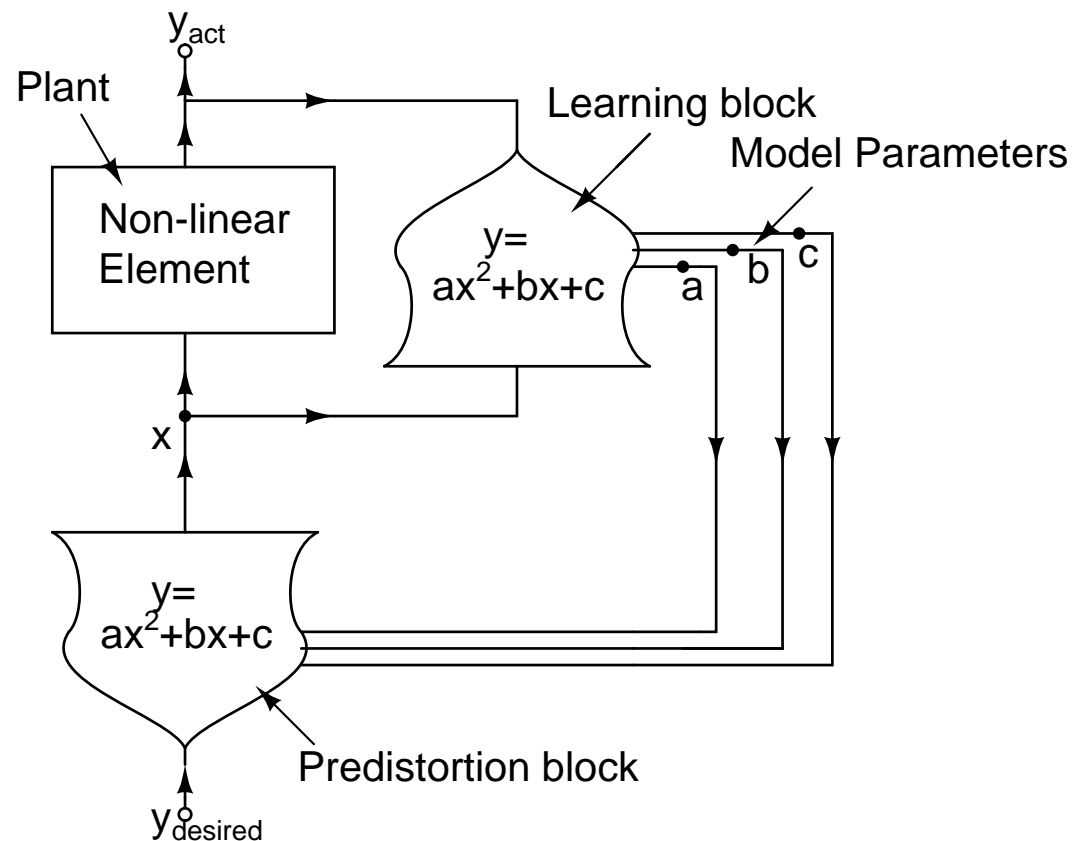 y_act
Plant
Learning block
Model Parameters
Non-linear
Element
y=
ax²+bx+c
c
b
a
x
y=
ax²+bx+c
Predistortion block
y_desired